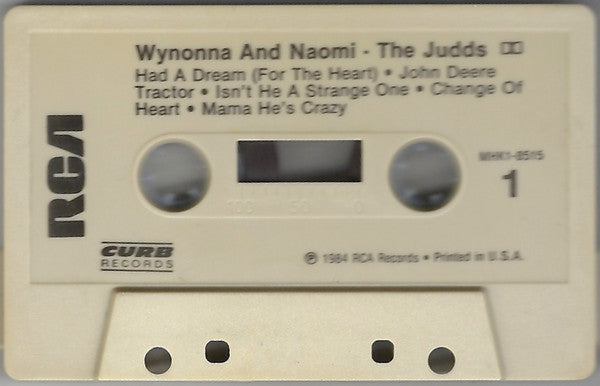 Wynonna And Naomi - The Judds
Had A Dream (For The Heart) • John Deere
Tractor • Isn't He A Strange One • Change Of
Heart • Mama He's Crazy
RCA
MHK1-8515
1
100 50 0
CURB
RECORDS
℗ 1984 RCA Records • Printed in U.S.A.